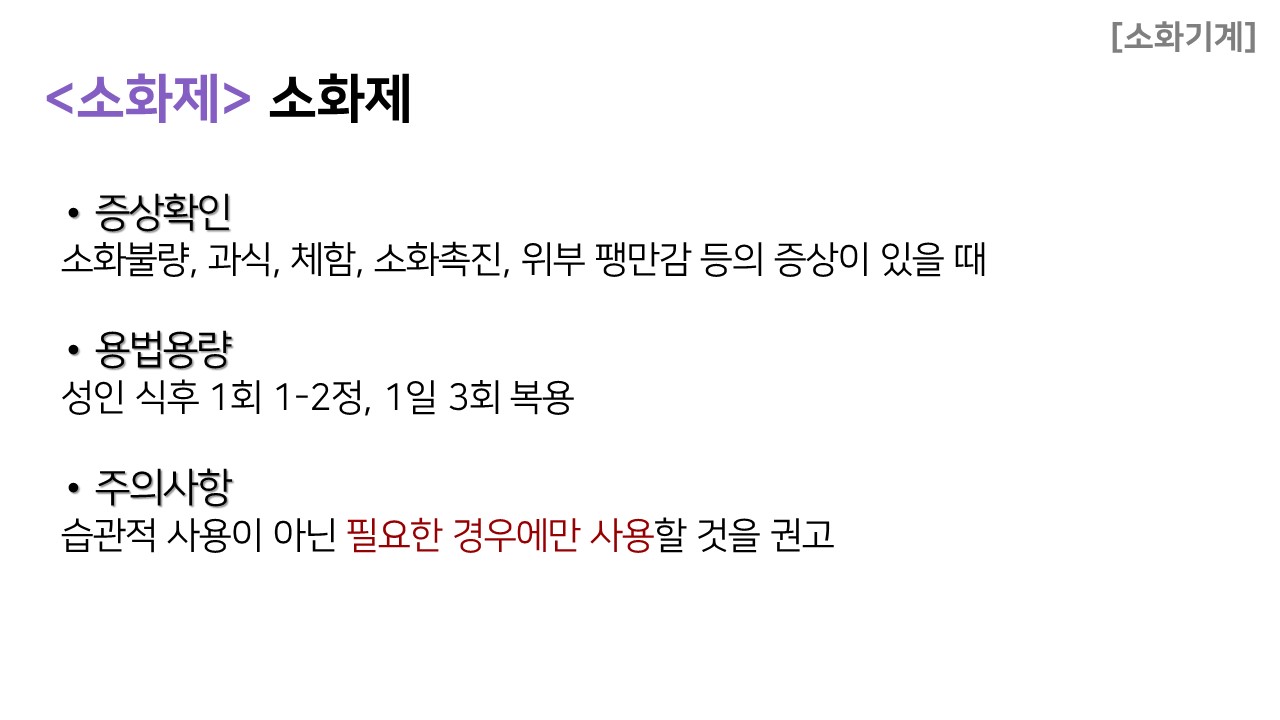 [소화기계]
<소화제> 소화제
• 증상확인
소화불량, 과식, 체함, 소화촉진, 위부 팽만감 등의 증상이 있을 때
• 용법용량
성인 식후 1회 1-2정, 1일 3회 복용
• 주의사항
습관적 사용이 아닌 필요한 경우에만 사용할 것을 권고